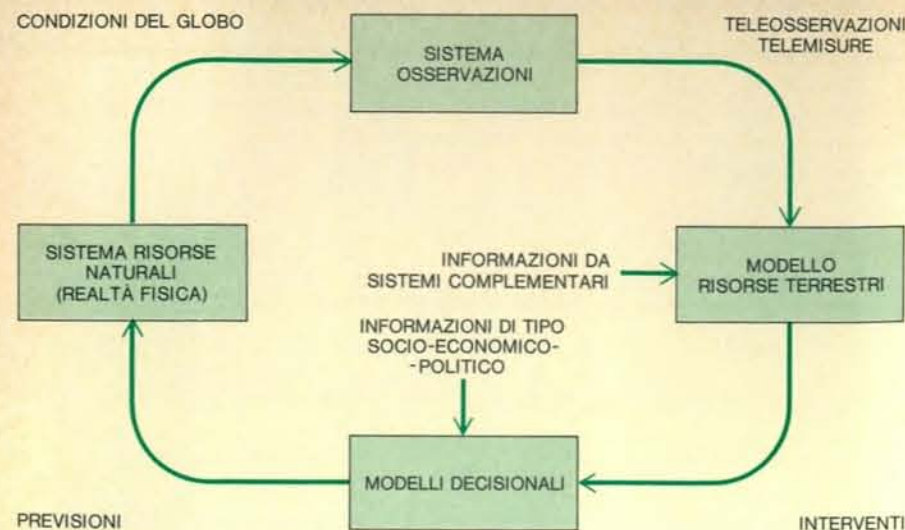 CONDIZIONI DEL GLOBO
SISTEMA
OSSERVAZIONI
TELEOSSERVAZIONI
TELEMISURE
SISTEMA RISORSE
NATURALI
(REALTÀ FISICA)
INFORMAZIONI DA
SISTEMI COMPLEMENTARI
MODELLO
RISORSE TERRESTRI
INFORMAZIONI DI TIPO
SOCIO-ECONOMICO-
-POLITICO
MODELLI DECISIONALI
PREVISIONI
INTERVENTI